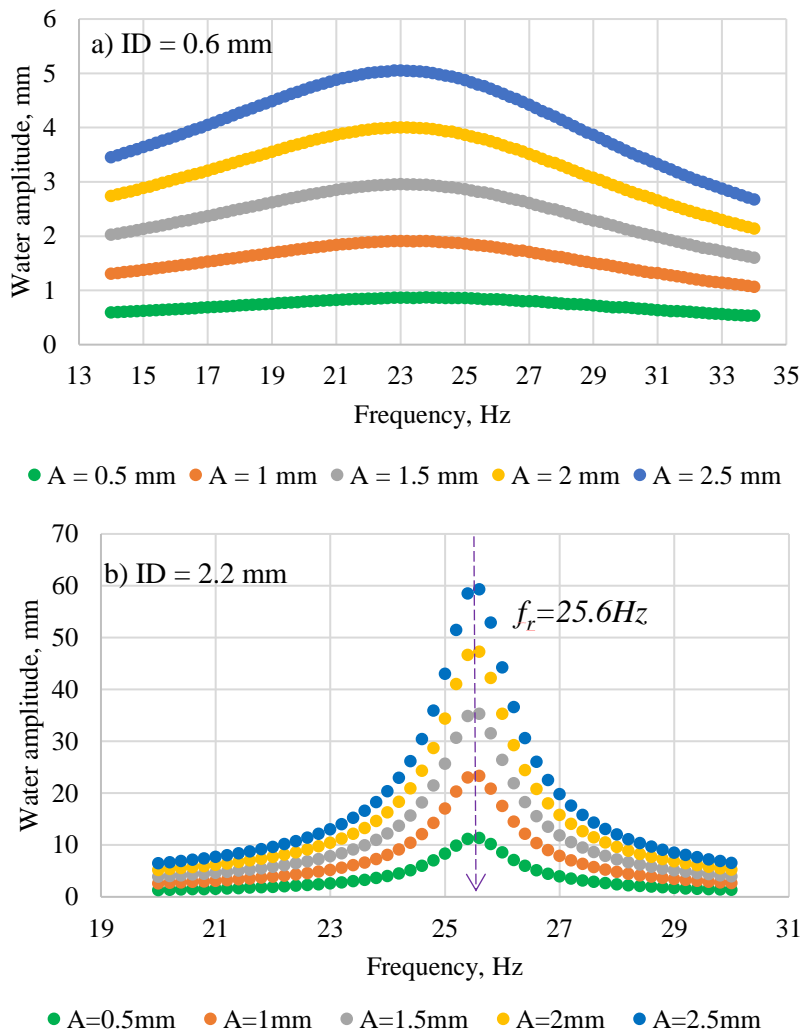 a) ID = 0.6 mm
Water amplitude, mm
6
5
4
3
2
1
0
13 15 17 19 21 23 25 27 29 31 33 35
Frequency, Hz
A = 0.5 mm A = 1 mm A = 1.5 mm A = 2 mm A = 2.5 mm
b) ID = 2.2 mm
f_r=25.6Hz
Water amplitude, mm
70
60
50
40
30
20
10
0
19 21 23 25 27 29 31
Frequency, Hz
A=0.5mm A=1mm A=1.5mm A=2mm A=2.5mm